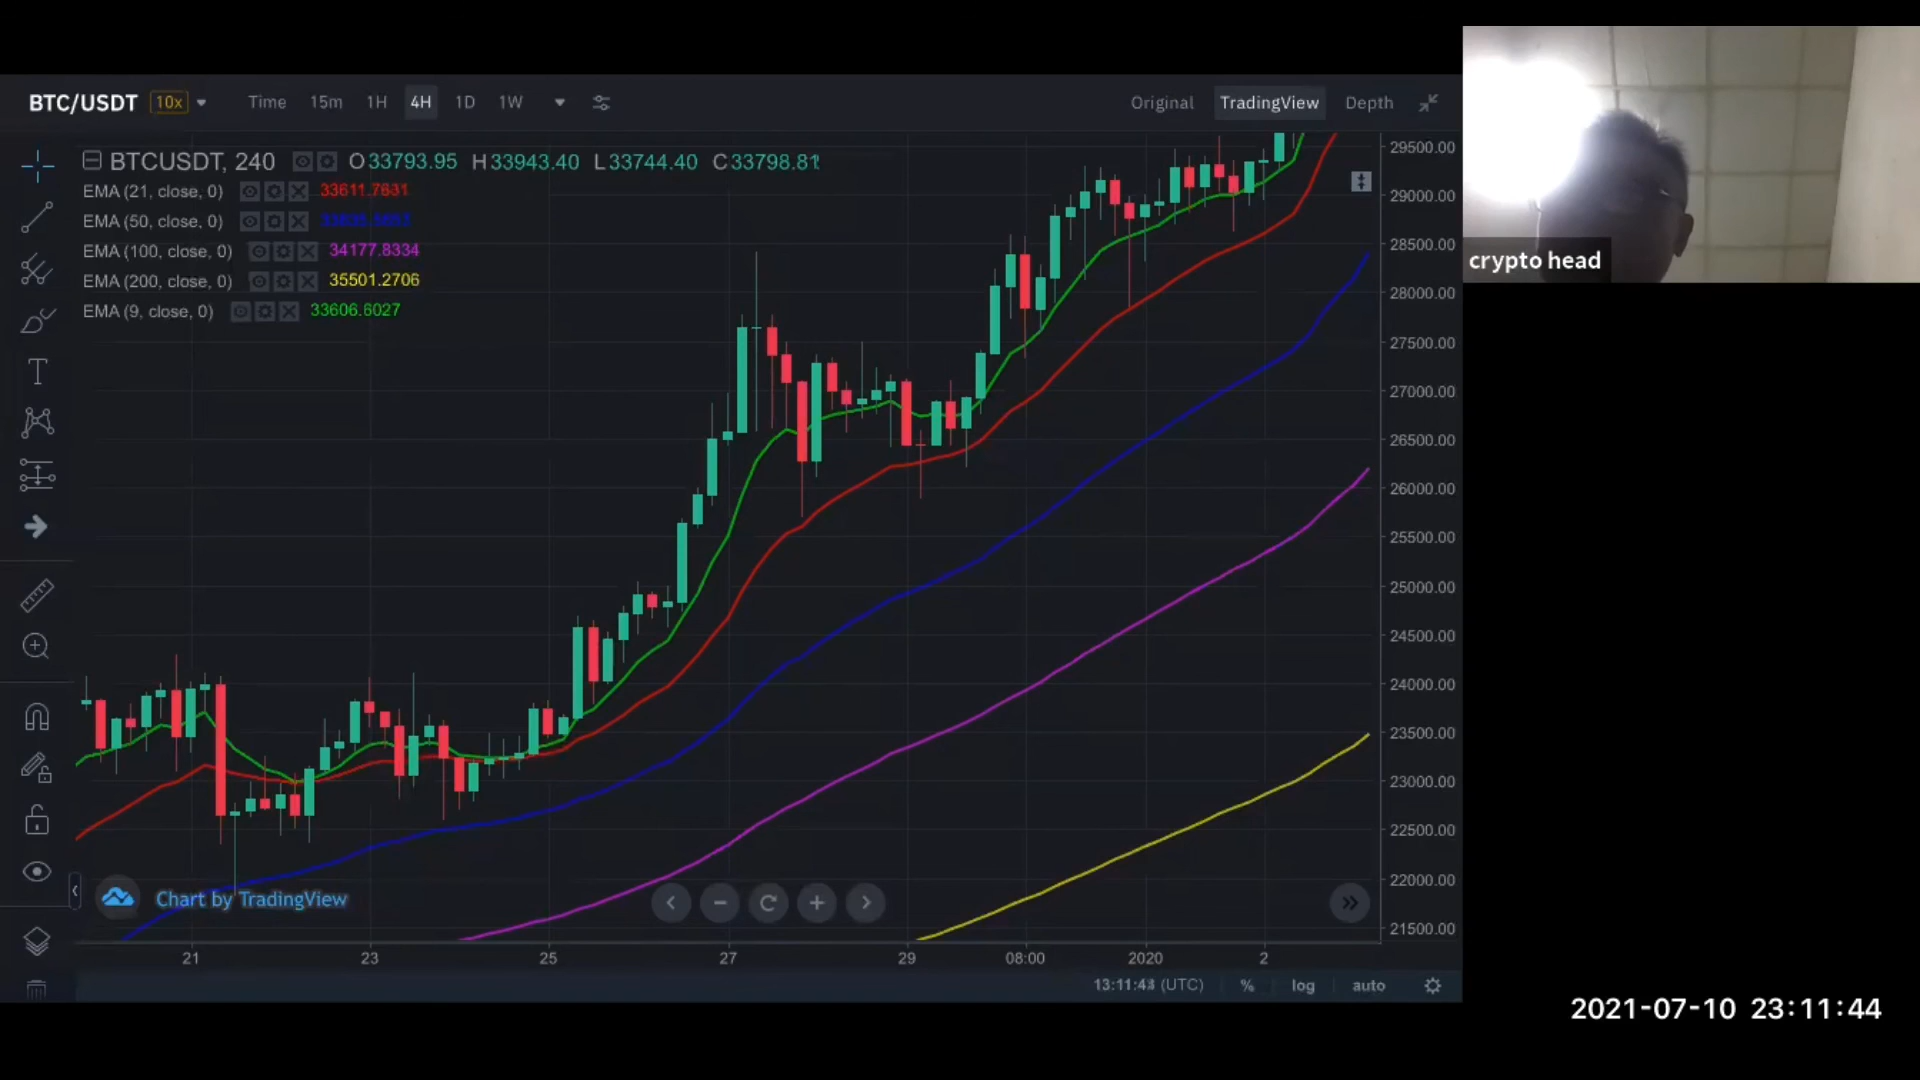 BTC/USDT 10x Time 15m 1H 4H 1D 1W Original TradingView Depth
BTCUSDT, 240 O33793.95 H33943.40 L33744.40 C33798.81
EMA (21, close, 0) 33611.7631
EMA (50, close, 0)
EMA (100, close, 0) 34177.8334
EMA (200, close, 0) 35501.2706
EMA (9, close, 0) 33606.6027
29500.00
29000.00
28500.00
28000.00
27500.00
27000.00
26500.00
26000.00
25500.00
25000.00
24500.00
24000.00
23500.00
23000.00
22500.00
22000.00
21500.00
Chart by TradingView
21 23 25 27 29 08:00 2020 2
13:11:43 (UTC) % log auto
crypto head
2021-07-10 23:11:44